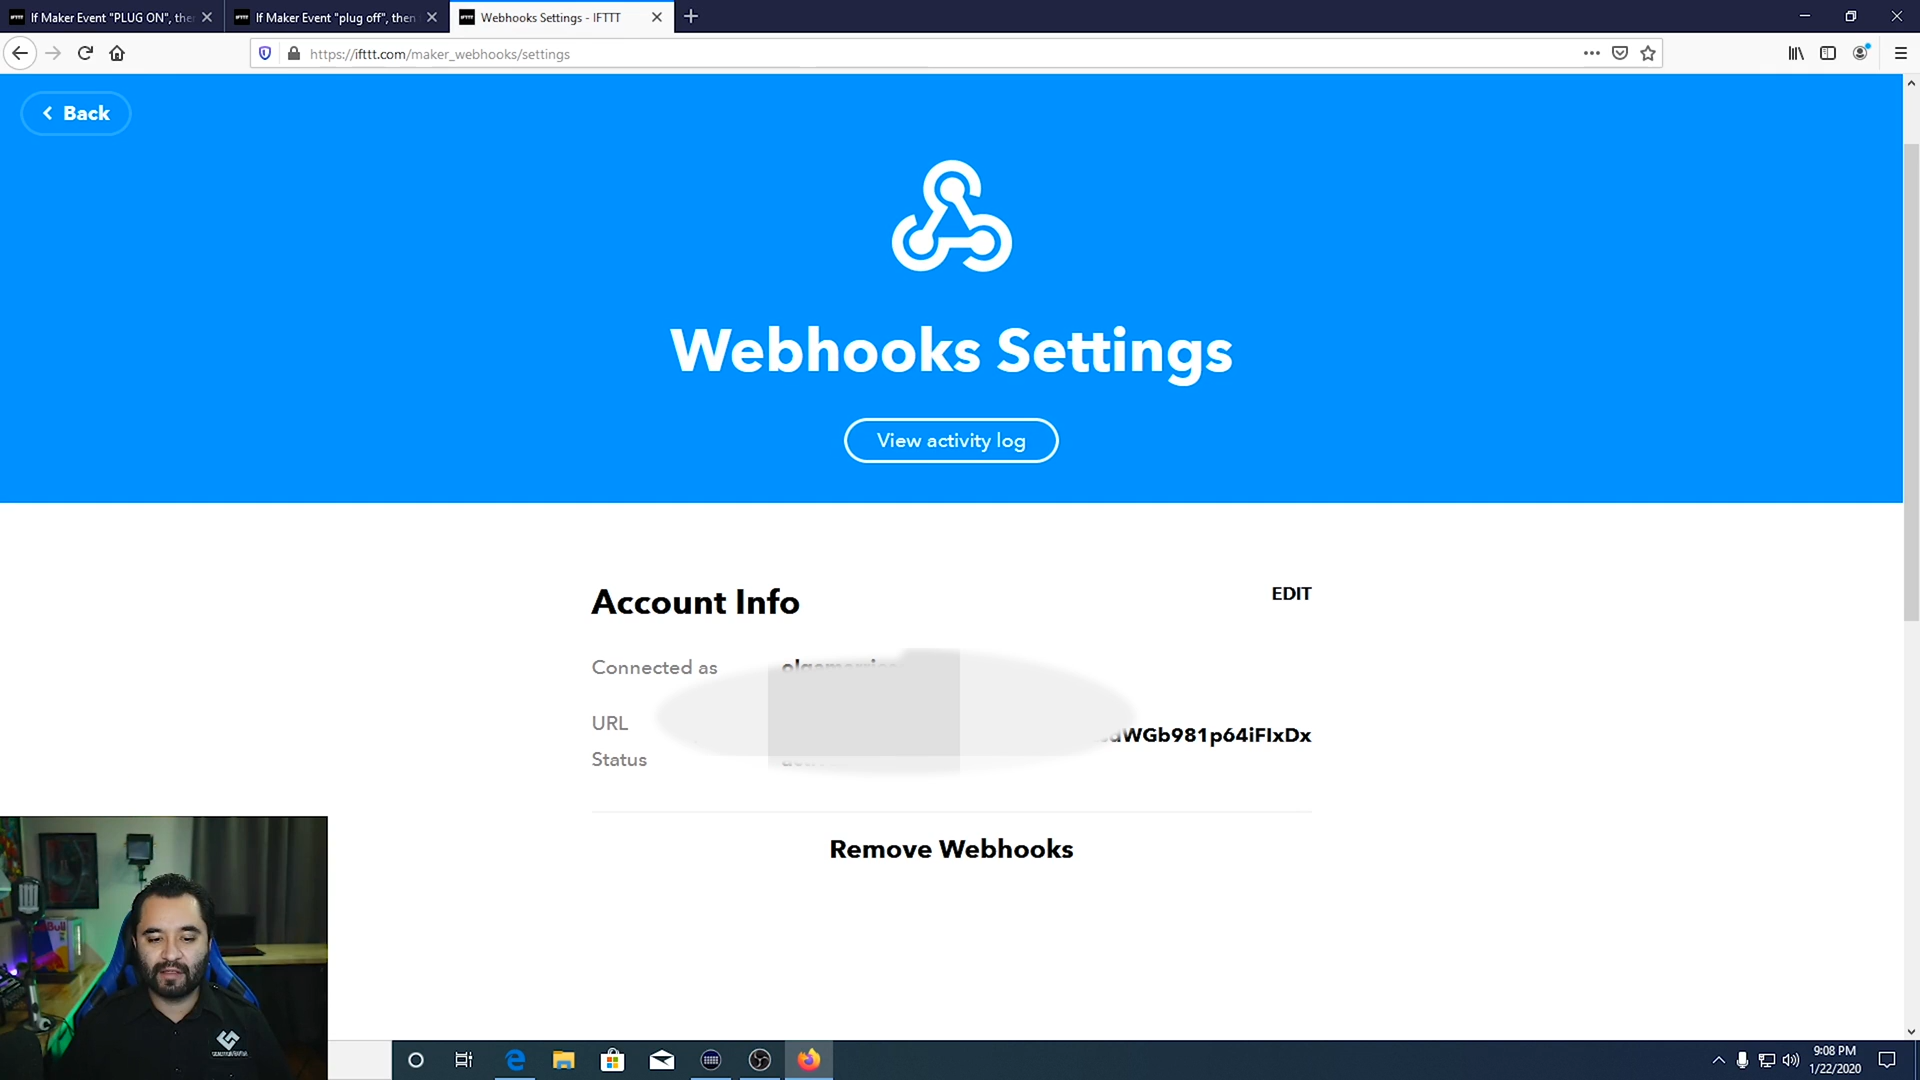 If Maker Event "PLUG ON", the
If Maker Event "plug off", then
Webhooks Settings - IFTTT
https://ifttt.com/maker_webhooks/settings
Back
Webhooks Settings
View activity log
Account Info
EDIT
Connected as
URL
Status
Remove Webhooks
9:08 PM
1/22/2020